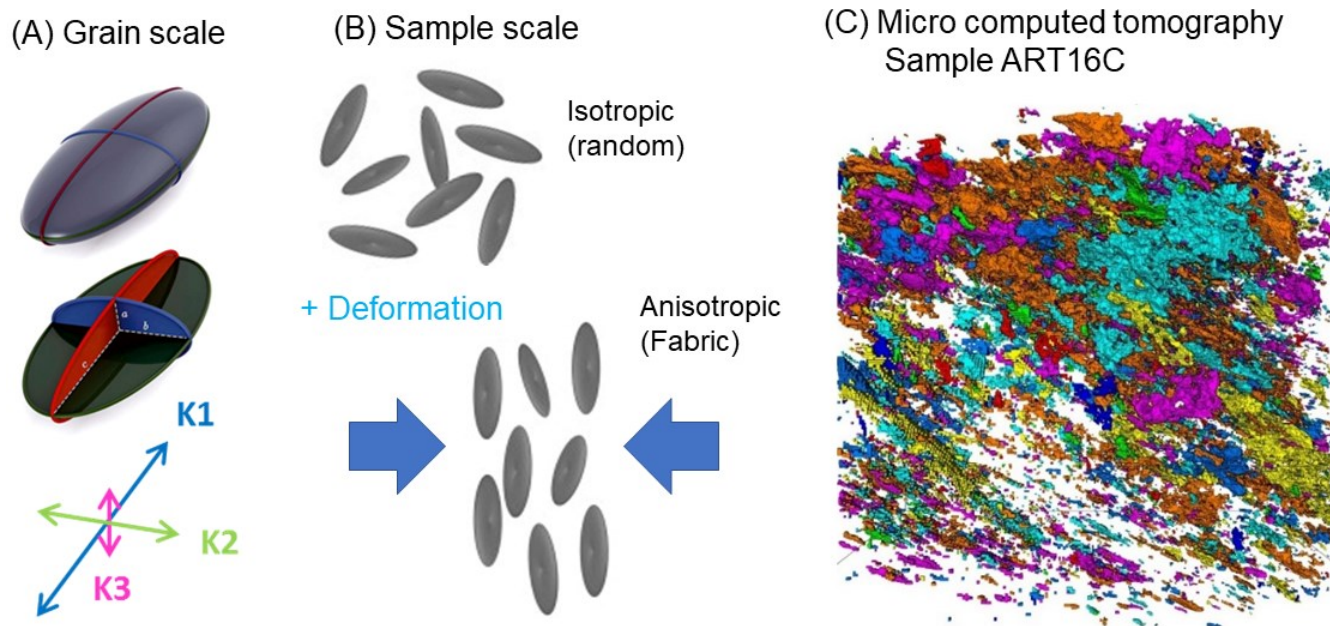 (A) Grain scale
a
b
c
K1
K2
K3
(B) Sample scale
Isotropic
(random)
+ Deformation
Anisotropic
(Fabric)
(C) Micro computed tomography
Sample ART16C